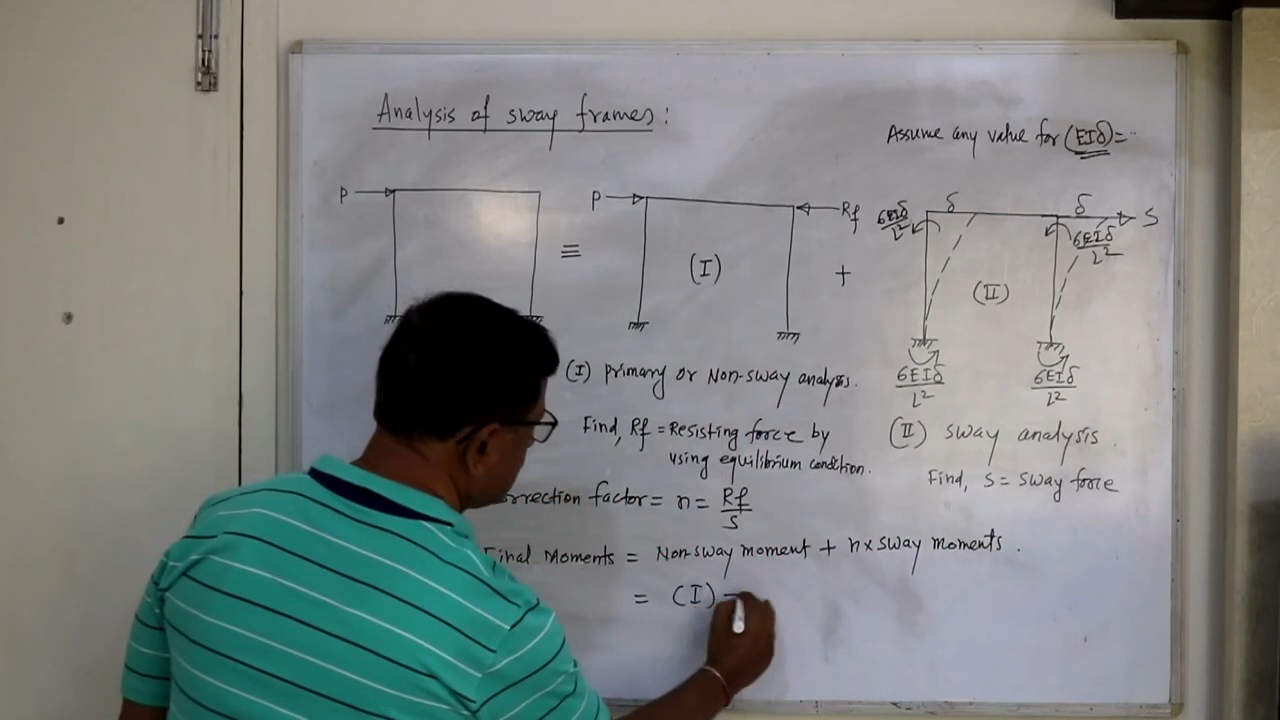 Analysis of sway frames:
Assume any value for (EIδ)=..
P
≡
P
Rf
(I)
+
δ
δ
S
6EIδ/L²
6EIδ/L²
(II)
6EIδ/L²
6EIδ/L²
(I) primary or Non-sway analysis.
Find, Rf = Resisting force by
using equilibrium condition.
(II) sway analysis.
Find, S = sway force
orrection factor = n = Rf/S
Final Moments = Non-sway moment + n x sway moments.
= (I)